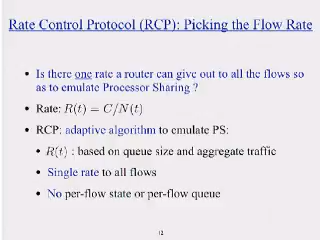 Rate Control Protocol (RCP): Picking the Flow Rate
• Is there one rate a router can give out to all the flows so
as to emulate Processor Sharing ?
• Rate: R(t) = C/N(t)
• RCP: adaptive algorithm to emulate PS:
• R(t) : based on queue size and aggregate traffic
• Single rate to all flows
• No per-flow state or per-flow queue
12